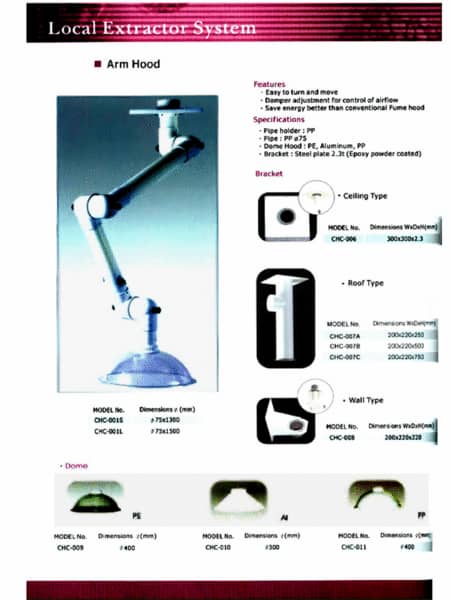 Local Extractor System
■ Arm Hood
Features
- Easy to turn and move
- Damper adjustment for control of airflow
- Save energy better than conventional Fume hood
Specifications
- Pipe holder : PP
- Pipe : PP ø75
- Dome Hood : PE, Aluminum, PP
- Bracket : Steel plate 2.3t (Epoxy powder coated)
Bracket
- Ceiling Type
MODEL No. Dimensions WxDxH(mm)
CHC-006 300x300x2.3
- Roof Type
MODEL No. Dimensions WxDxH(mm)
CHC-007A 200x220x253
CHC-007B 200x220x503
CHC-007C 200x220x753
- Wall Type
MODEL No. Dimensions WxDxH(mm)
CHC-008 200x220x228
MODEL No. Dimensions ø (mm)
CHC-001S ø75x1300
CHC-001L ø75x1500
- Dome
PE
Al
PP
MODEL No. Dimensions ø(mm)
CHC-009 ø400
MODEL No. Dimensions ø(mm)
CHC-010 ø300
MODEL No. Dimensions ø(mm)
CHC-011 ø400